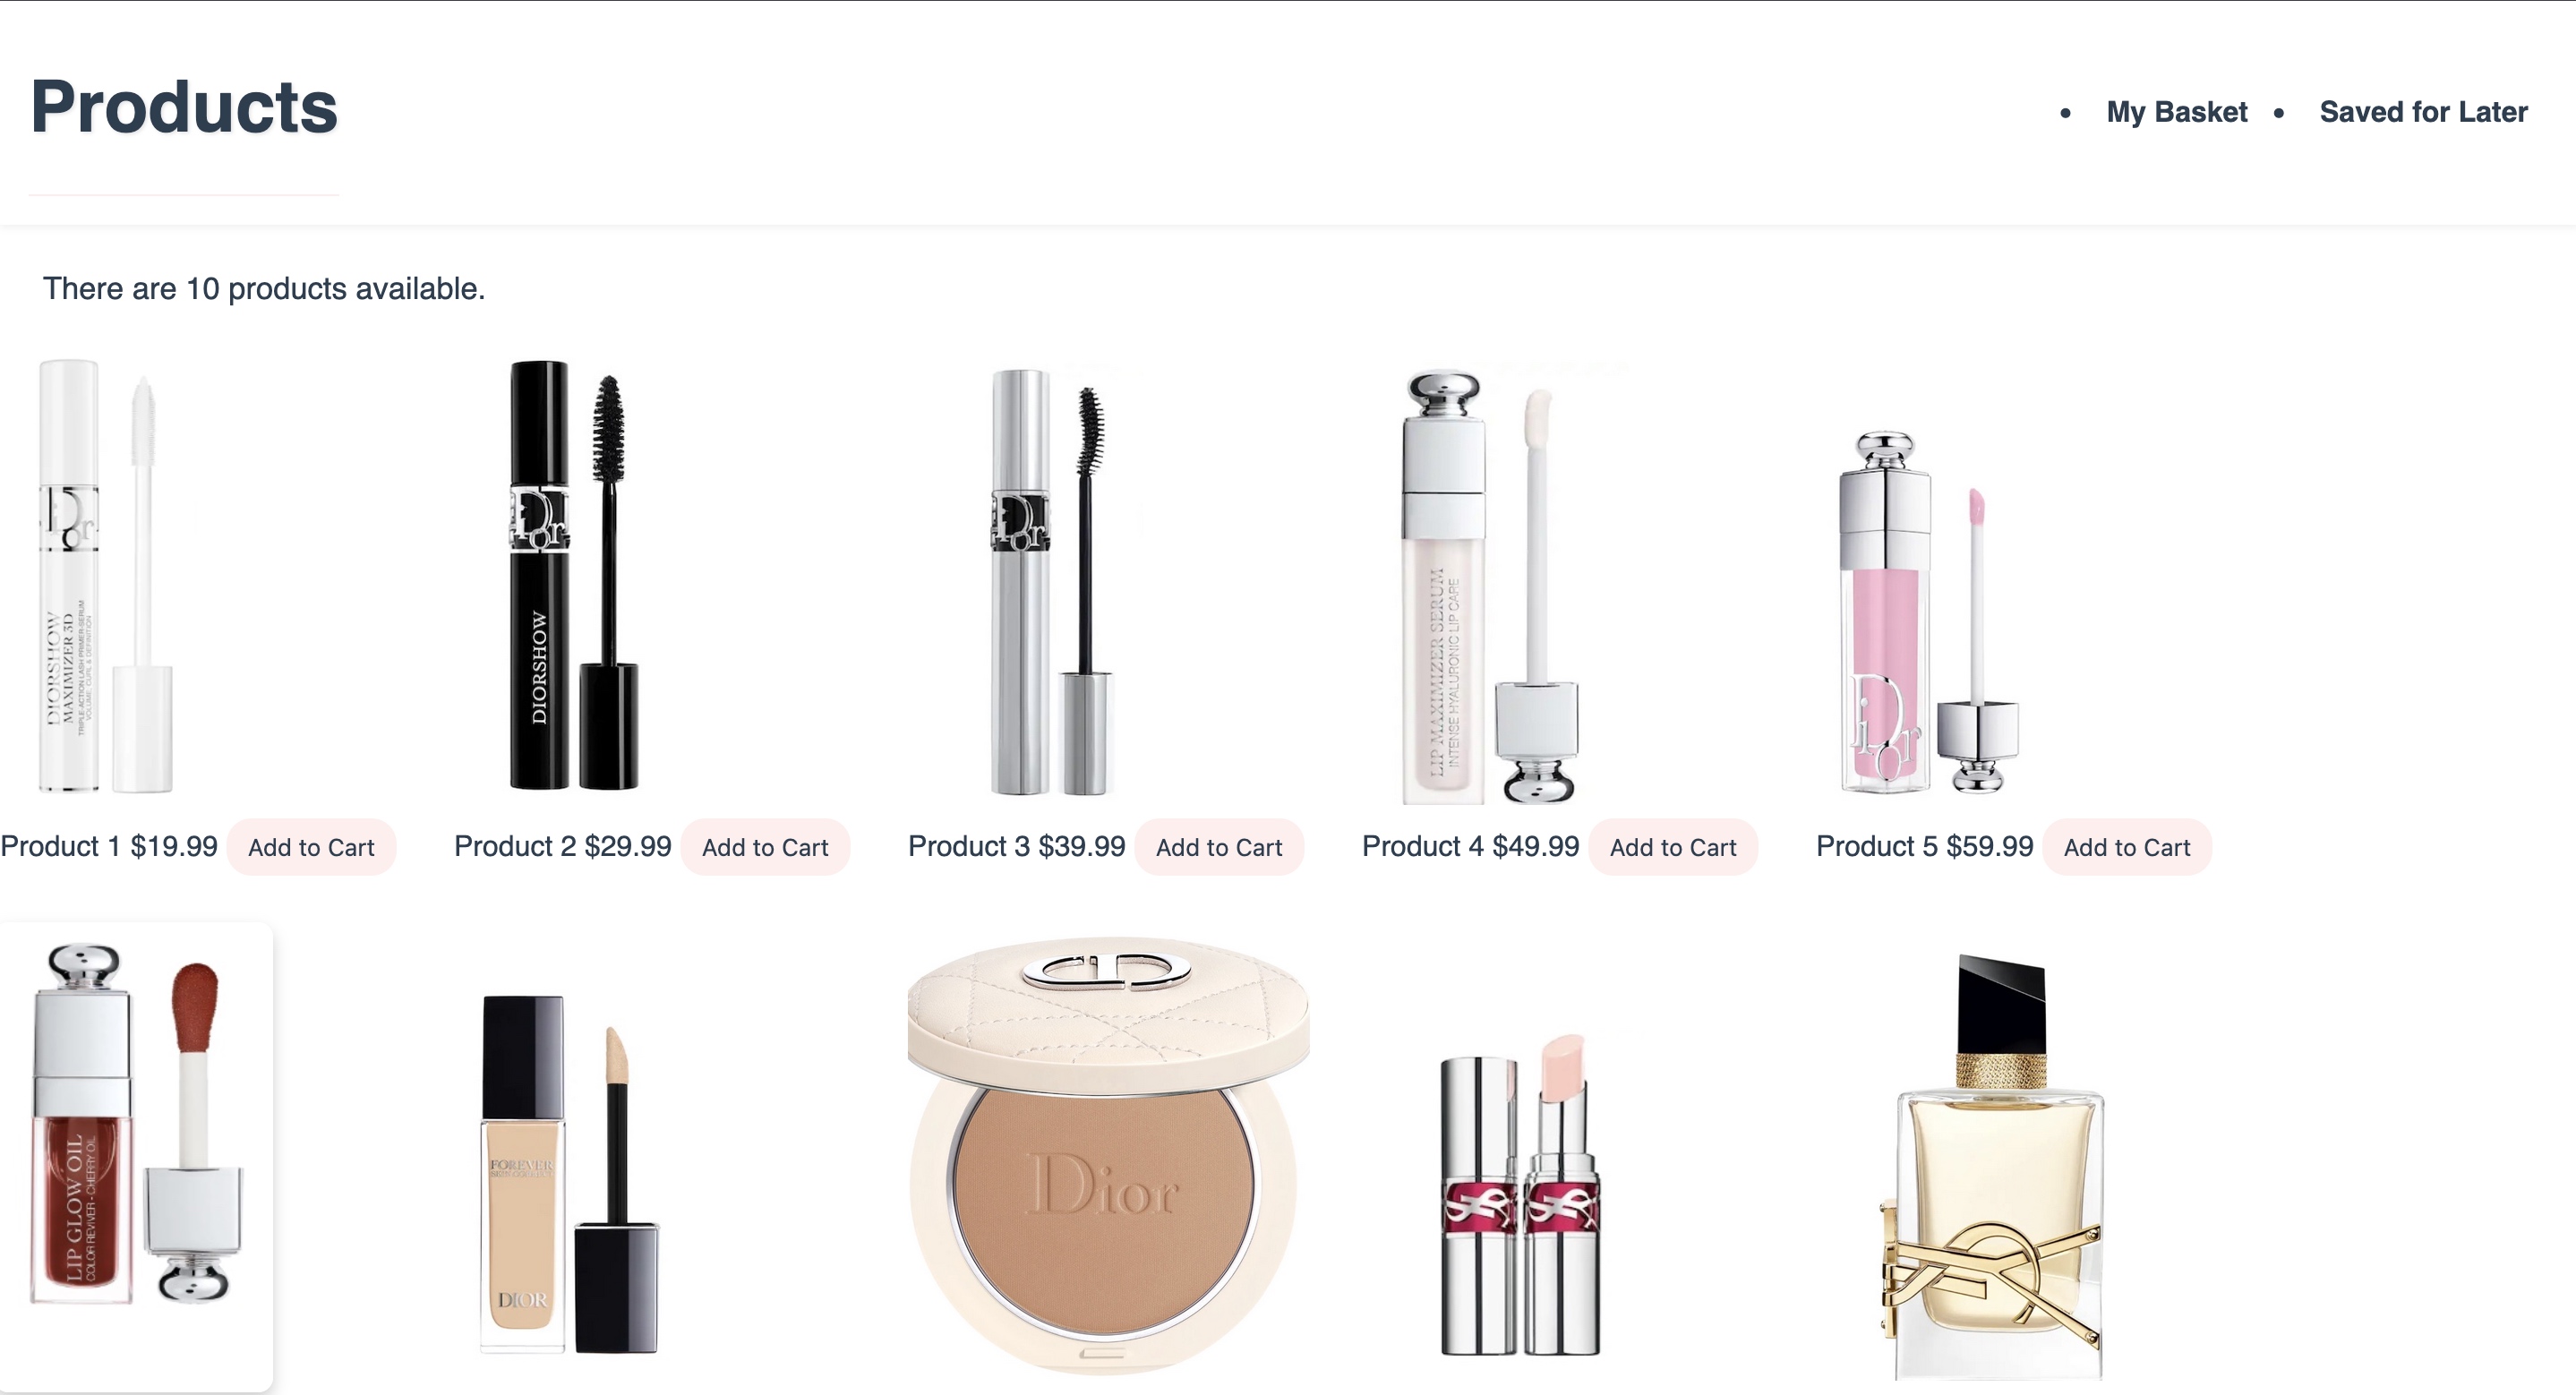 Products
• My Basket • Saved for Later
There are 10 products available.
Dior
DIORSHOW
MAXIMIZER 3D
TRIPLE-ACTION LASH PRIMER-SERUM
VOLUME, CURL & DEFINITION
Dior
DIORSHOW
Dior
LIP MAXIMIZER SERUM
INTENSE HYALURONIC LIP CARE
Dior
Product 1 $19.99 Add to Cart
Product 2 $29.99 Add to Cart
Product 3 $39.99 Add to Cart
Product 4 $49.99 Add to Cart
Product 5 $59.99 Add to Cart
LIP GLOW OIL
COLOR REVIVER - CHERRY OIL
FOREVER
SKIN CORRECT
DIOR
CD
Dior
YSL
YSL
YSL